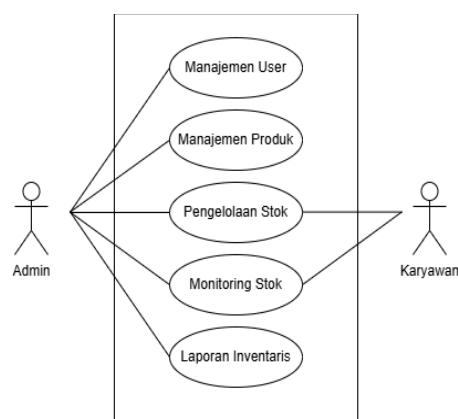 Manajemen User
Manajemen Produk
Pengelolaan Stok
Monitoring Stok
Laporan Inventaris
Admin
Karyawan